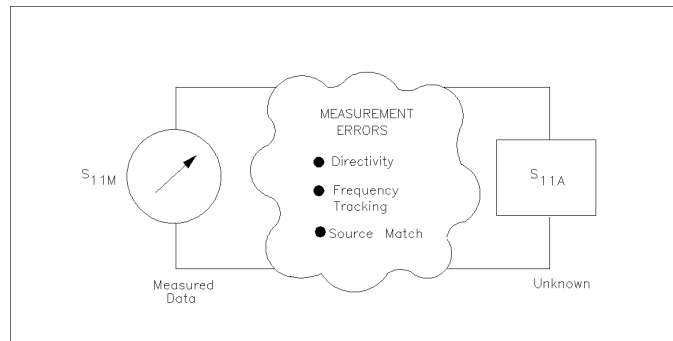 MEASUREMENT
ERRORS
● Directivity
● Frequency
Tracking
● Source Match
S11M
S11A
Measured
Data
Unknown